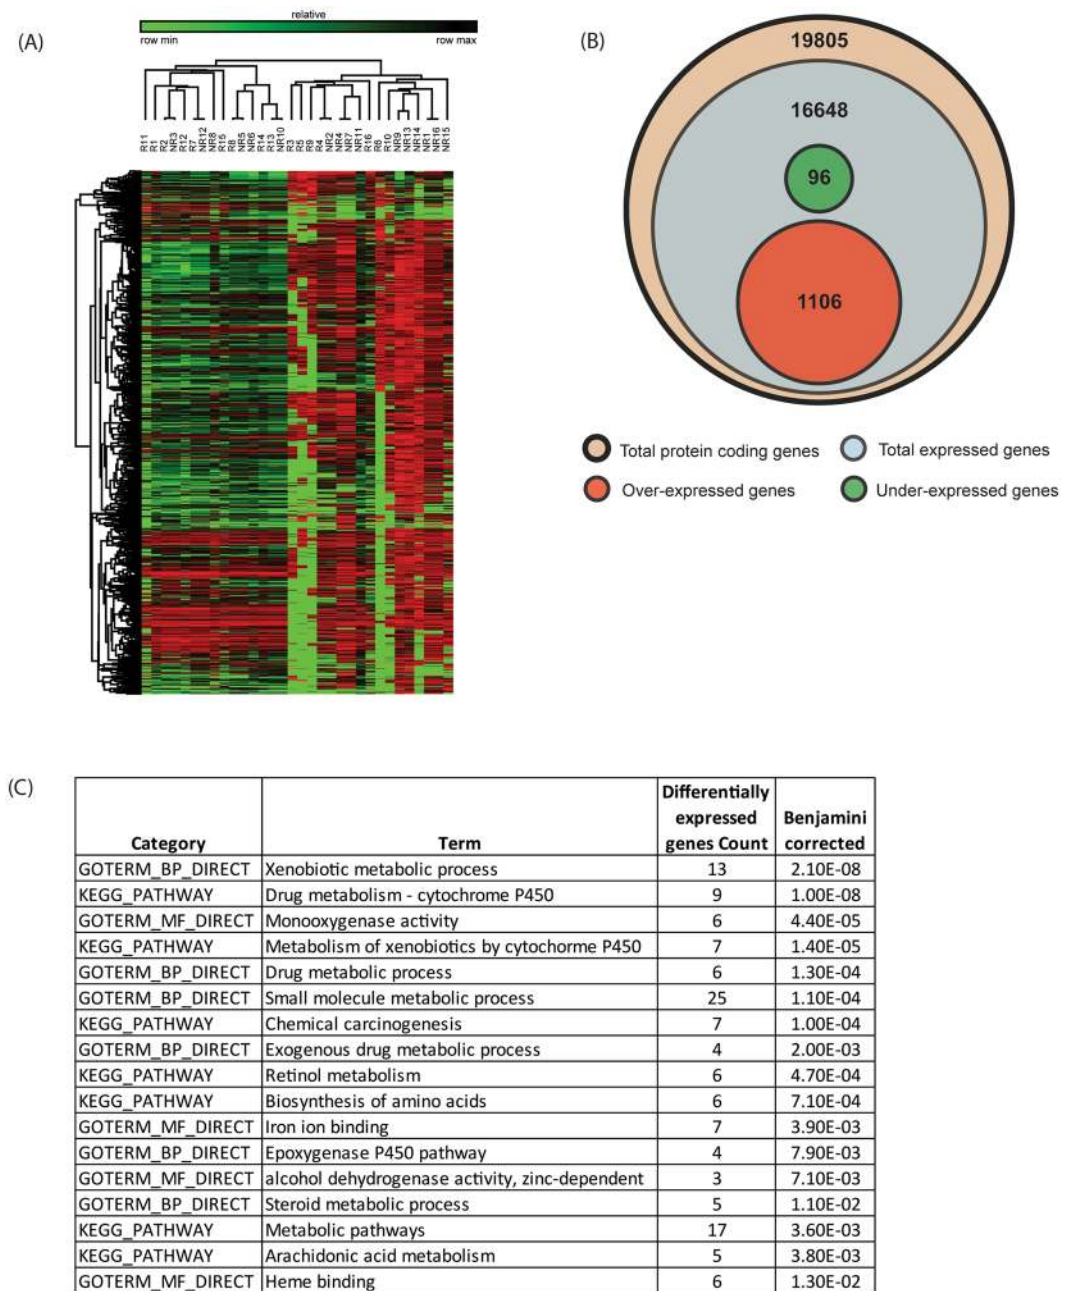 (A)
relative
row min row max
R11 R1 R2 NR3 R12 R7 NR12 NR8 R15 R8 NR5 NR6 R14 R13 NR10 R3 R5 R9 R4 NR2 NR4 NR7 NR11 R16 R6 R10 NR9 NR13 NR14 NR1 NR16 NR15
(B)
19805
16648
96
1106
Total protein coding genes Total expressed genes
Over-expressed genes Under-expressed genes
(C)
Category Term Differentially expressed genes Count Benjamini corrected
GOTERM_BP_DIRECT Xenobiotic metabolic process 13 2.10E-08
KEGG_PATHWAY Drug metabolism - cytochrome P450 9 1.00E-08
GOTERM_MF_DIRECT Monooxygenase activity 6 4.40E-05
KEGG_PATHWAY Metabolism of xenobiotics by cytochorme P450 7 1.40E-05
GOTERM_BP_DIRECT Drug metabolic process 6 1.30E-04
GOTERM_BP_DIRECT Small molecule metabolic process 25 1.10E-04
KEGG_PATHWAY Chemical carcinogenesis 7 1.00E-04
GOTERM_BP_DIRECT Exogenous drug metabolic process 4 2.00E-03
KEGG_PATHWAY Retinol metabolism 6 4.70E-04
KEGG_PATHWAY Biosynthesis of amino acids 6 7.10E-04
GOTERM_MF_DIRECT Iron ion binding 7 3.90E-03
GOTERM_BP_DIRECT Epoxygenase P450 pathway 4 7.90E-03
GOTERM_MF_DIRECT alcohol dehydrogenase activity, zinc-dependent 3 7.10E-03
GOTERM_BP_DIRECT Steroid metabolic process 5 1.10E-02
KEGG_PATHWAY Metabolic pathways 17 3.60E-03
KEGG_PATHWAY Arachidonic acid metabolism 5 3.80E-03
GOTERM_MF_DIRECT Heme binding 6 1.30E-02